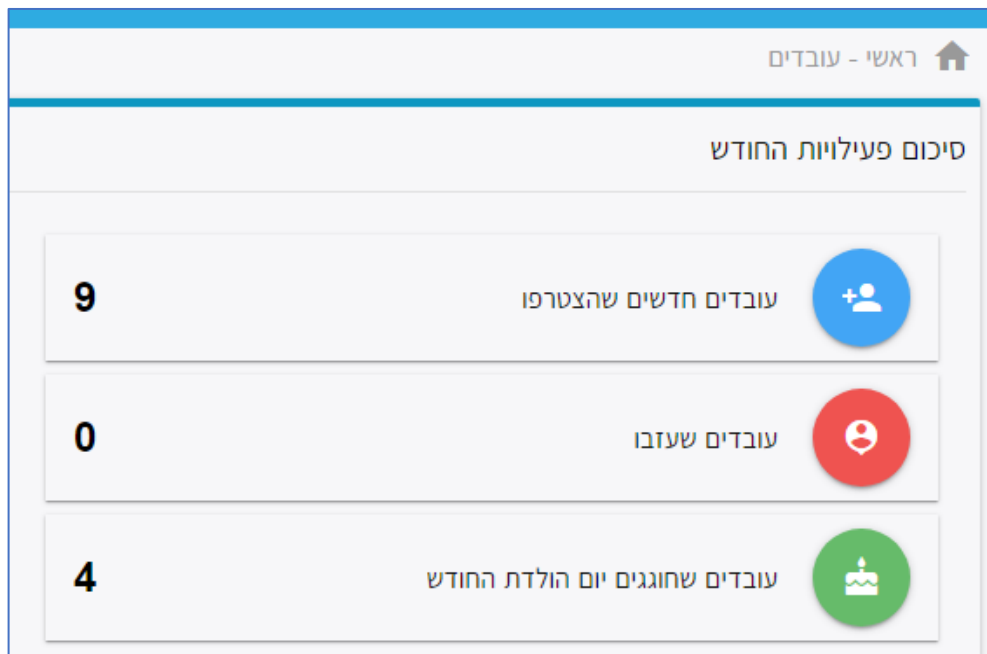 ראשי - עובדים
סיכום פעילויות החודש
עובדים חדשים שהצטרפו 9
עובדים שעזבו 0
עובדים שחוגגים יום הולדת החודש 4